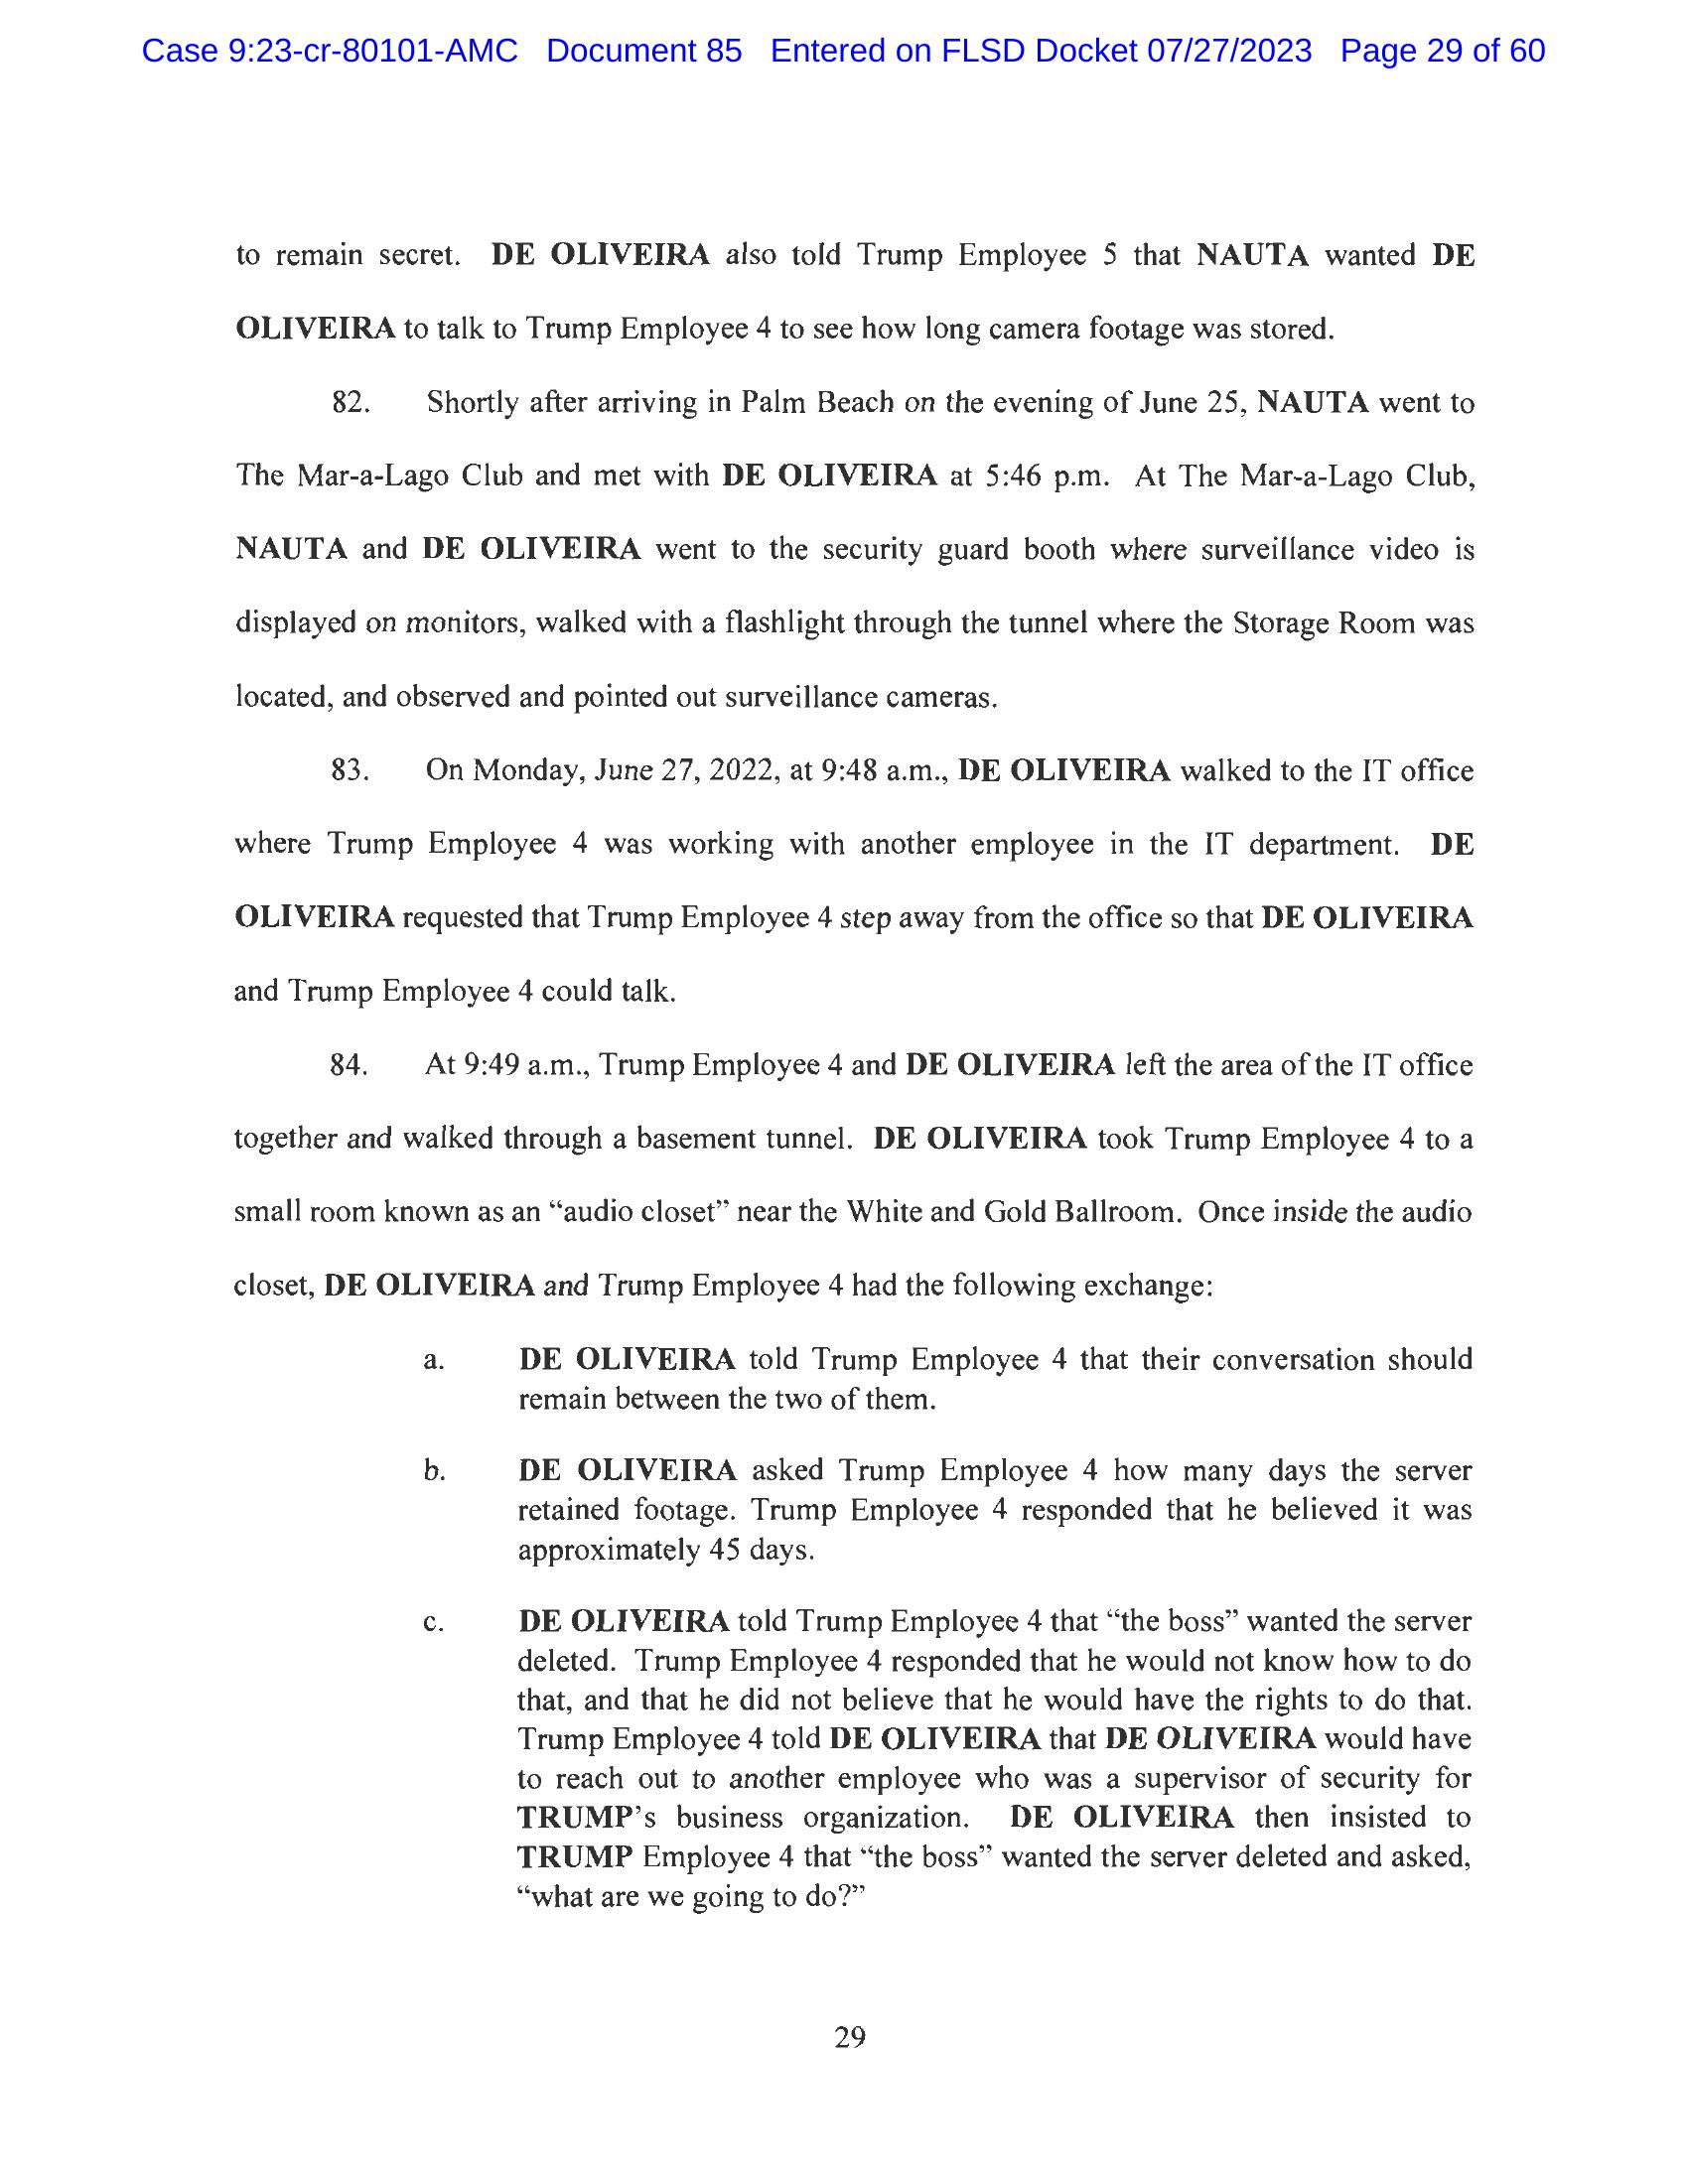 Case 9:23-cr-80101-AMC Document 85 Entered on FLSD Docket 07/27/2023 Page 29 of 60
to remain secret. DE OLIVEIRA also told Trump Employee 5 that NAUTA wanted DE
OLIVEIRA to talk to Trump Employee 4 to see how long camera footage was stored.
82. Shortly after arriving in Palm Beach on the evening of June 25, NAUTA went to
The Mar-a-Lago Club and met with DE OLIVEIRA at 5:46 p.m. At The Mar-a-Lago Club,
NAUTA and DE OLIVEIRA went to the security guard booth where surveillance video is
displayed on monitors, walked with a flashlight through the tunnel where the Storage Room was
located, and observed and pointed out surveillance cameras.
83. On Monday, June 27, 2022, at 9:48 a.m., DE OLIVEIRA walked to the IT office
where Trump Employee 4 was working with another employee in the IT department. DE
OLIVEIRA requested that Trump Employee 4 step away from the office so that DE OLIVEIRA
and Trump Employee 4 could talk.
84. At 9:49 a.m., Trump Employee 4 and DE OLIVEIRA left the area of the IT office
together and walked through a basement tunnel. DE OLIVEIRA took Trump Employee 4 to a
small room known as an “audio closet” near the White and Gold Ballroom. Once inside the audio
closet, DE OLIVEIRA and Trump Employee 4 had the following exchange:
a. DE OLIVEIRA told Trump Employee 4 that their conversation should
remain between the two of them.
b. DE OLIVEIRA asked Trump Employee 4 how many days the server
retained footage. Trump Employee 4 responded that he believed it was
approximately 45 days.
c. DE OLIVEIRA told Trump Employee 4 that “the boss” wanted the server
deleted. Trump Employee 4 responded that he would not know how to do
that, and that he did not believe that he would have the rights to do that.
Trump Employee 4 told DE OLIVEIRA that DE OLIVEIRA would have
to reach out to another employee who was a supervisor of security for
TRUMP’s business organization. DE OLIVEIRA then insisted to
TRUMP Employee 4 that “the boss” wanted the server deleted and asked,
“what are we going to do?”
29